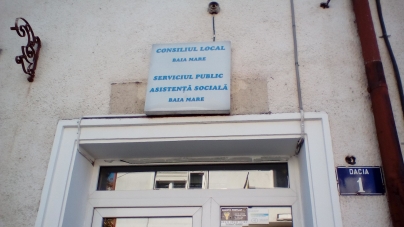 CONSILIUL LOCAL
BAIA MARE
SERVICIUL PUBLIC
ASISTENȚĂ SOCIALĂ
BAIA MARE
DACIA
1